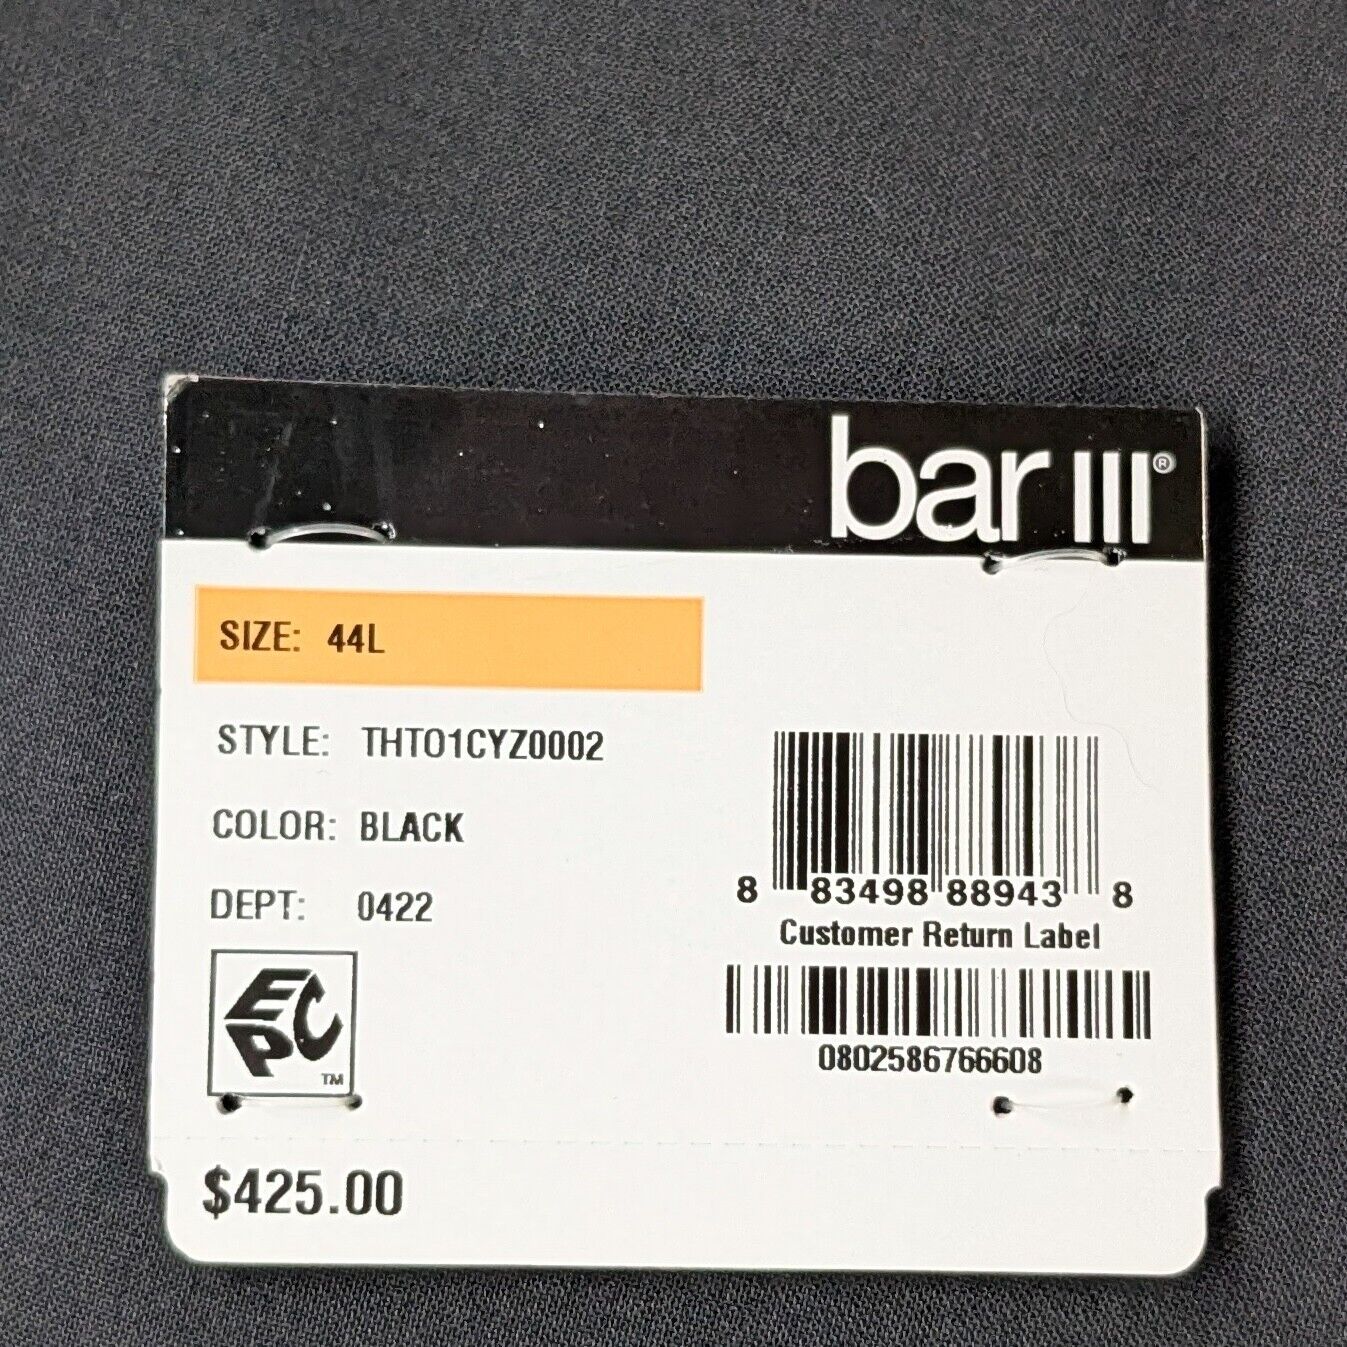 bar III®
SIZE: 44L
STYLE: THTO1CYZ0002
COLOR: BLACK
DEPT: 0422
8 83498 88943 8
Customer Return Label
0802586766608
EPC
TM
$425.00